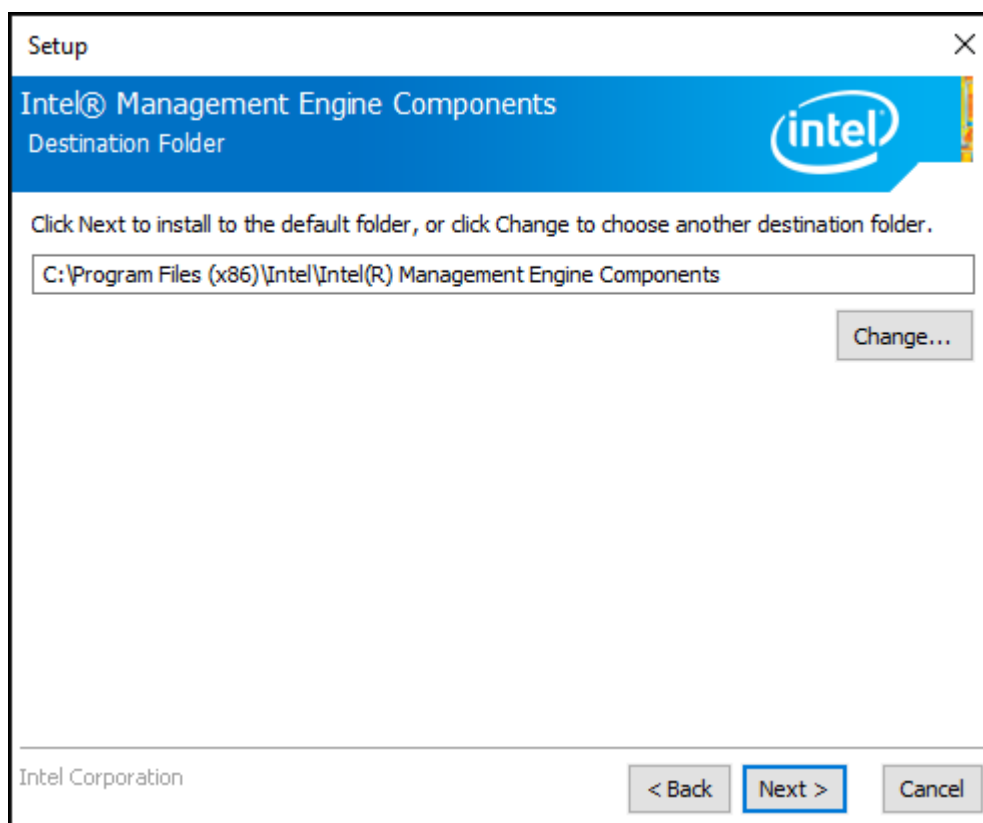 Setup
Intel® Management Engine Components
Destination Folder
intel
Click Next to install to the default folder, or click Change to choose another destination folder.
C:\Program Files (x86)\Intel\Intel(R) Management Engine Components
Change...
Intel Corporation
< Back
Next >
Cancel